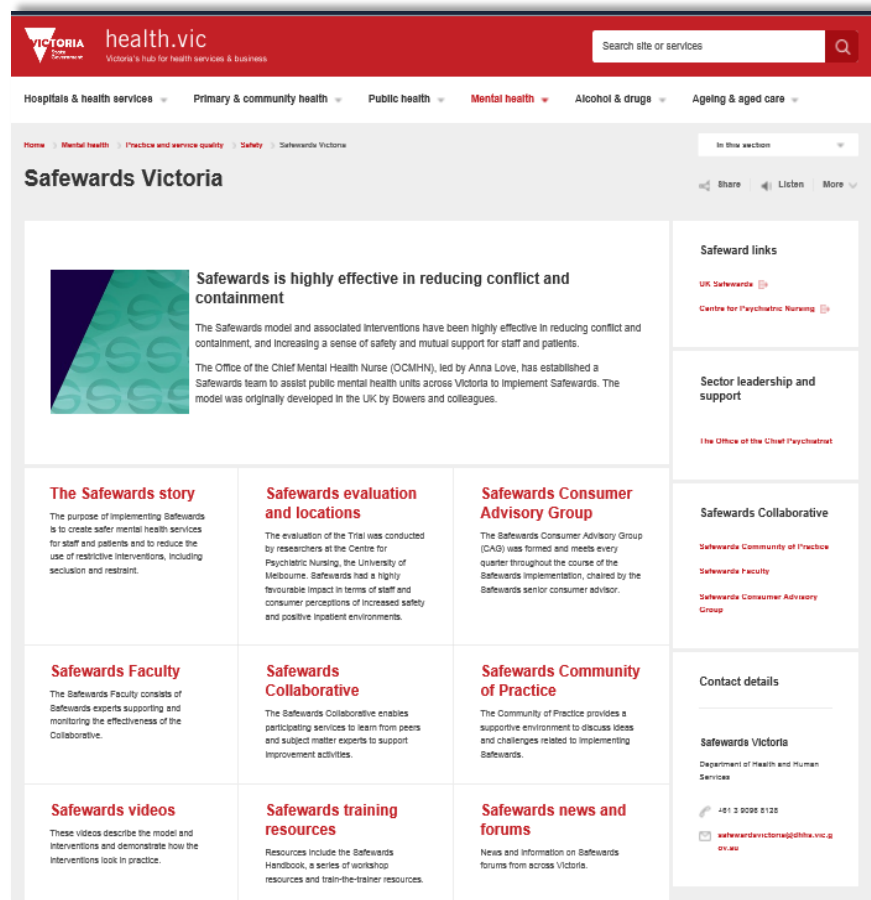 VICTORIA
State
Government
health.vic
Victoria's hub for health services & business
Search site or services
Hospitals & health services
Primary & community health
Public health
Mental health
Alcohol & drugs
Ageing & aged care
Home
Mental health
Practice and service quality
Safety
Safewards Victoria
In this section
Safewards Victoria
Share
Listen
More
Safewards is highly effective in reducing conflict and
containment
The Safewards model and associated interventions have been highly effective in reducing conflict and
containment, and increasing a sense of safety and mutual support for staff and patients.
The Office of the Chief Mental Health Nurse (OCMHN), led by Anna Love, has established a
Safewards team to assist public mental health units across Victoria to implement Safewards. The
model was originally developed in the UK by Bowers and colleagues.
The Safewards story
The purpose of implementing Safewards
is to create safer mental health services
for staff and patients and to reduce the
use of restrictive interventions, including
seclusion and restraint.
Safewards evaluation
and locations
The evaluation of the Trial was conducted
by researchers at the Centre for
Psychiatric Nursing, the University of
Melbourne. Safewards had a highly
favourable impact in terms of staff and
consumer perceptions of increased safety
and positive inpatient environments.
Safewards Consumer
Advisory Group
The Safewards Consumer Advisory Group
(CAG) was formed and meets every
quarter throughout the course of the
Safewards implementation, chaired by the
Safewards senior consumer advisor.
Safewards Faculty
The Safewards Faculty consists of
Safewards experts supporting and
monitoring the effectiveness of the
Collaborative.
Safewards
Collaborative
The Safewards Collaborative enables
participating services to learn from peers
and subject matter experts to support
improvement activities.
Safewards Community
of Practice
The Community of Practice provides a
supportive environment to discuss ideas
and challenges related to implementing
Safewards.
Safewards videos
These videos describe the model and
interventions and demonstrate how the
interventions look in practice.
Safewards training
resources
Resources include the Safewards
Handbook, a series of workshop
resources and train-the-trainer resources.
Safewards news and
forums
News and information on Safewards
forums from across Victoria.
Safeward links
UK Safewards
Centre for Psychiatric Nursing
Sector leadership and
support
The Office of the Chief Psychiatrist
Safewards Collaborative
Safewards Community of Practice
Safewards Faculty
Safewards Consumer Advisory
Group
Contact details
Safewards Victoria
Department of Health and Human
Services
+61 3 9096 8128
safewardsvictoria@dhhs.vic.g
ov.au